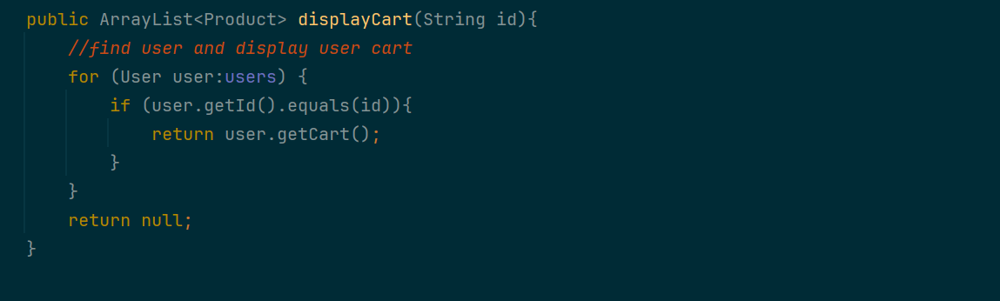 public ArrayList<Product> displayCart(String id){
    //find user and display user cart
    for (User user:users) {
        if (user.getId().equals(id)){
            return user.getCart();
        }
    }
    return null;
}